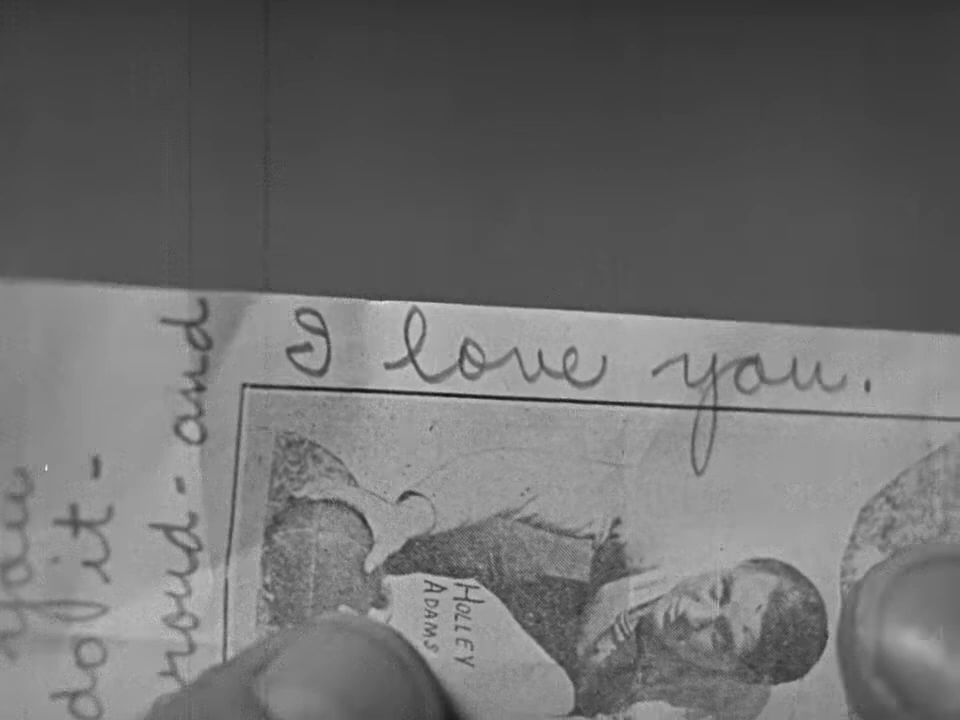 I love you.
you
do it -
proud - and
HOLLEY
ADAMS